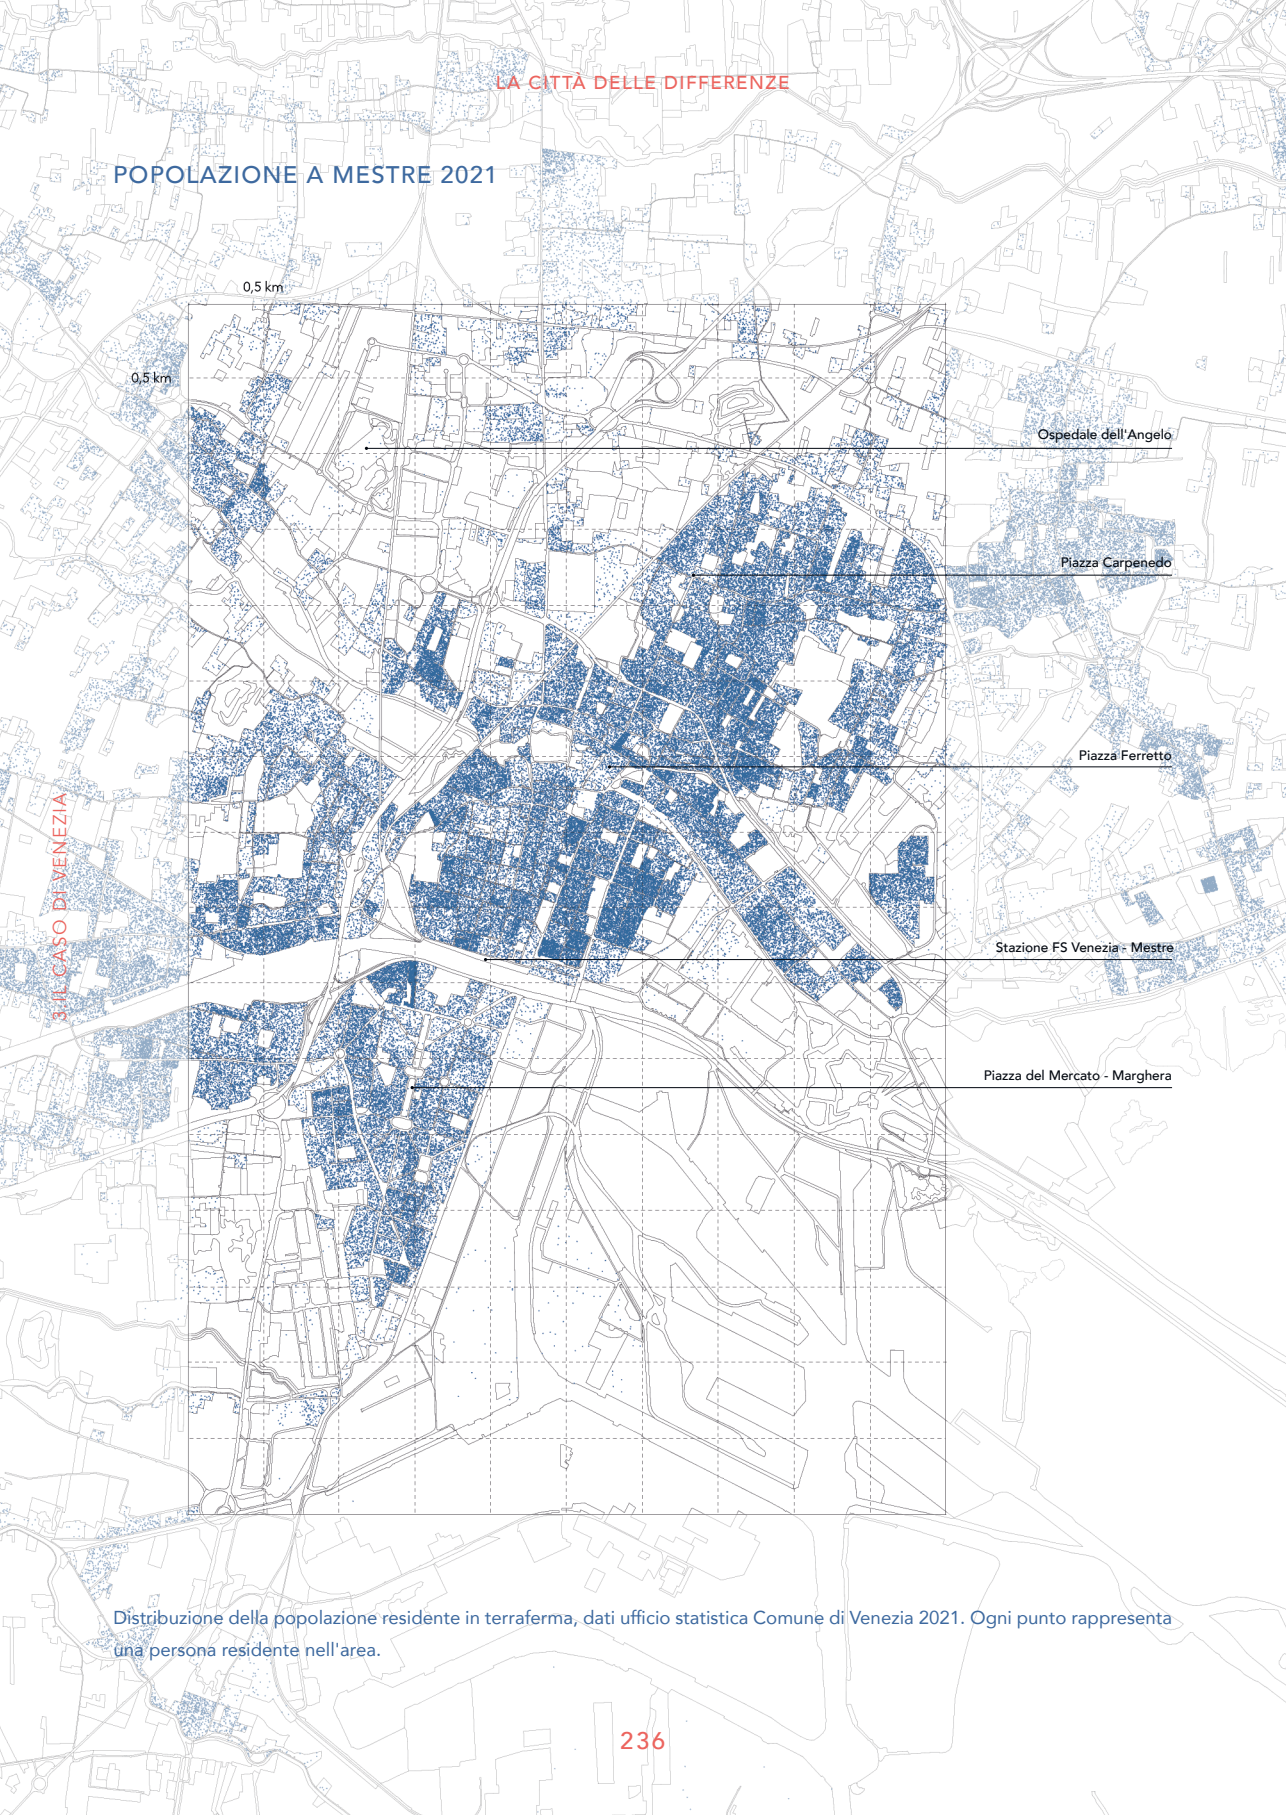 LA CITTÀ DELLE DIFFERENZE
POPOLAZIONE A MESTRE 2021
0,5 km
0,5 km
Ospedale dell'Angelo
Piazza Carpenedo
Piazza Ferretto
3.IL CASO DI VENEZIA
Stazione FS Venezia - Mestre
Piazza del Mercato - Marghera
Distribuzione della popolazione residente in terraferma, dati ufficio statistica Comune di Venezia 2021. Ogni punto rappresenta
una persona residente nell'area.
236